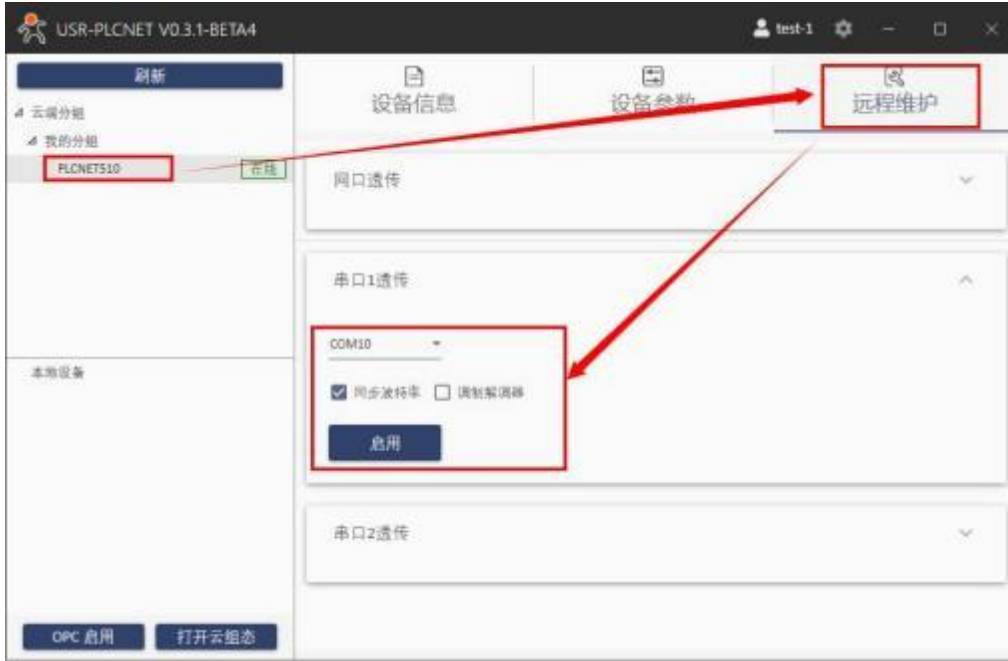 USR-PLCNET V0.3.1-BETA4
test-1
刷新
设备信息
设备参数
远程维护
云端分组
我的分组
PLCNET510
在线
网口透传
串口1透传
COM10
同步波特率
调制解调器
启用
本地设备
串口2透传
OPC 启用
打开云组态